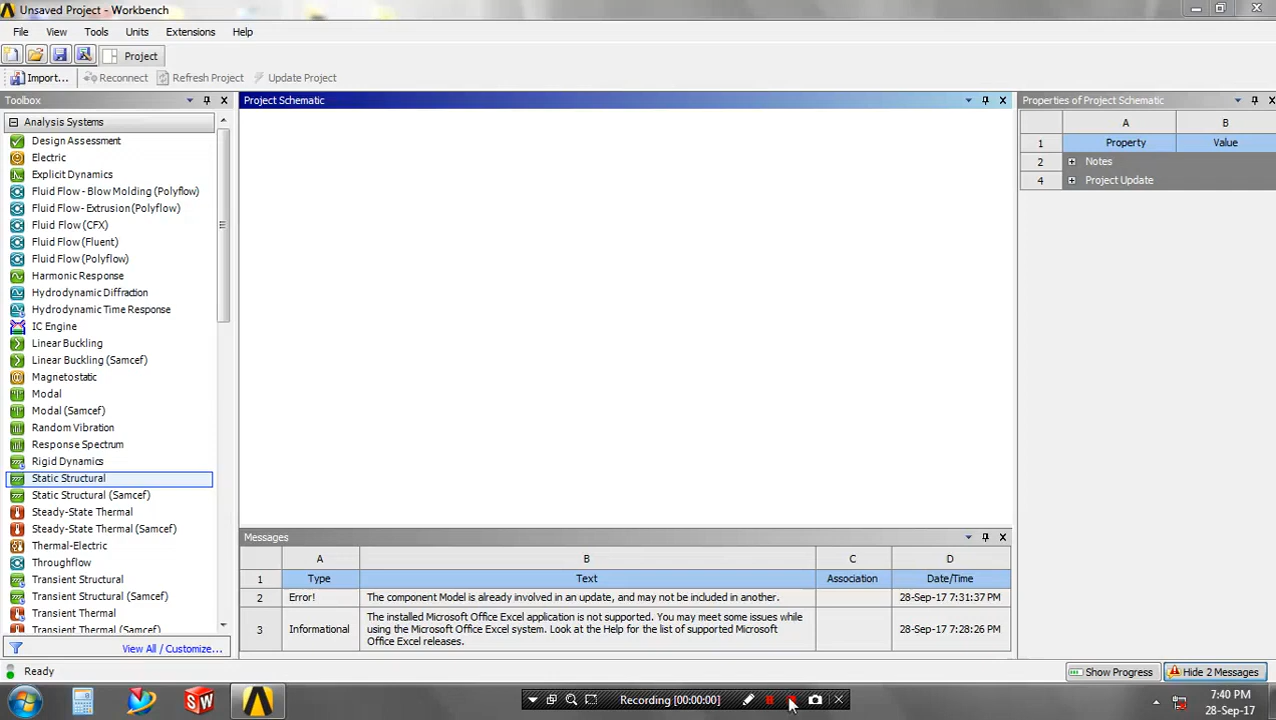 Unsaved Project - Workbench
File View Tools Units Extensions Help
Project
Import... Reconnect Refresh Project Update Project
Toolbox
Analysis Systems
Design Assessment
Electric
Explicit Dynamics
Fluid Flow - Blow Molding (Polyflow)
Fluid Flow- Extrusion (Polyflow)
Fluid Flow (CFX)
Fluid Flow (Fluent)
Fluid Flow (Polyflow)
Harmonic Response
Hydrodynamic Diffraction
Hydrodynamic Time Response
IC Engine
Linear Buckling
Linear Buckling (Samcef)
Magnetostatic
Modal
Modal (Samcef)
Random Vibration
Response Spectrum
Rigid Dynamics
Static Structural
Static Structural (Samcef)
Steady-State Thermal
Steady-State Thermal (Samcef)
Thermal-Electric
Throughflow
Transient Structural
Transient Structural (Samcef)
Transient Thermal
Transient Thermal (Samcef)
View All / Customize...
Project Schematic
Properties of Project Schematic
A B
1 Property Value
2 Notes
4 Project Update
Messages
A B C D
1 Type Text Association Date/Time
2 Error! The component Model is already involved in an update, and may not be included in another. 28-Sep-17 7:31:37 PM
3 Informational The installed Microsoft Office Excel application is not supported. You may meet some issues while
using the Microsoft Office Excel system. Look at the Help for the list of supported Microsoft
Office Excel releases. 28-Sep-17 7:28:26 PM
Ready
Show Progress Hide 2 Messages
SW
Recording [00:00:00]
7:40 PM
28-Sep-17